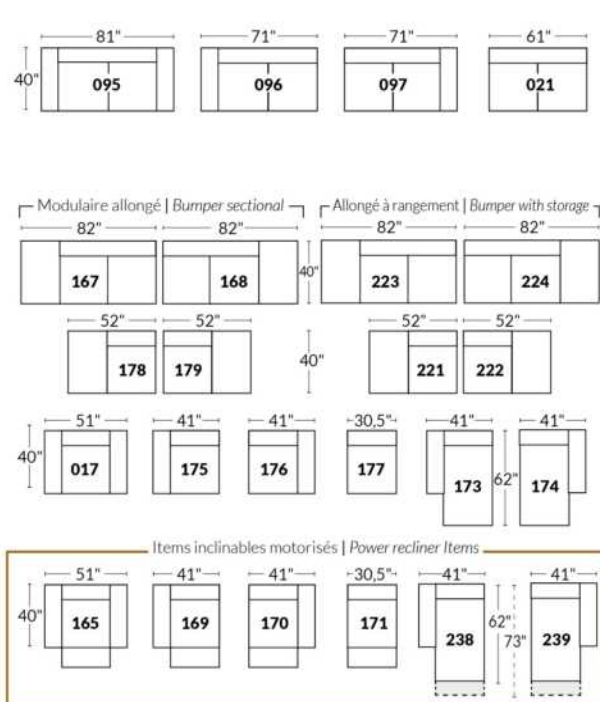 81" 71" 71" 61"
40" 095 096 097 021
Modulaire allongé | Bumper sectional Allongé à rangement | Bumper with storage
82" 82" 82" 82"
167 168 40" 223 224
52" 52" 52" 52"
178 179 40" 221 222
51" 41" 41" 30,5" 41" 41"
40" 017 175 176 177 173 62" 174
Items inclinables motorisés | Power recliner Items
51" 41" 41" 30,5" 41" 41"
40" 165 169 170 171 238 62" 73" 239